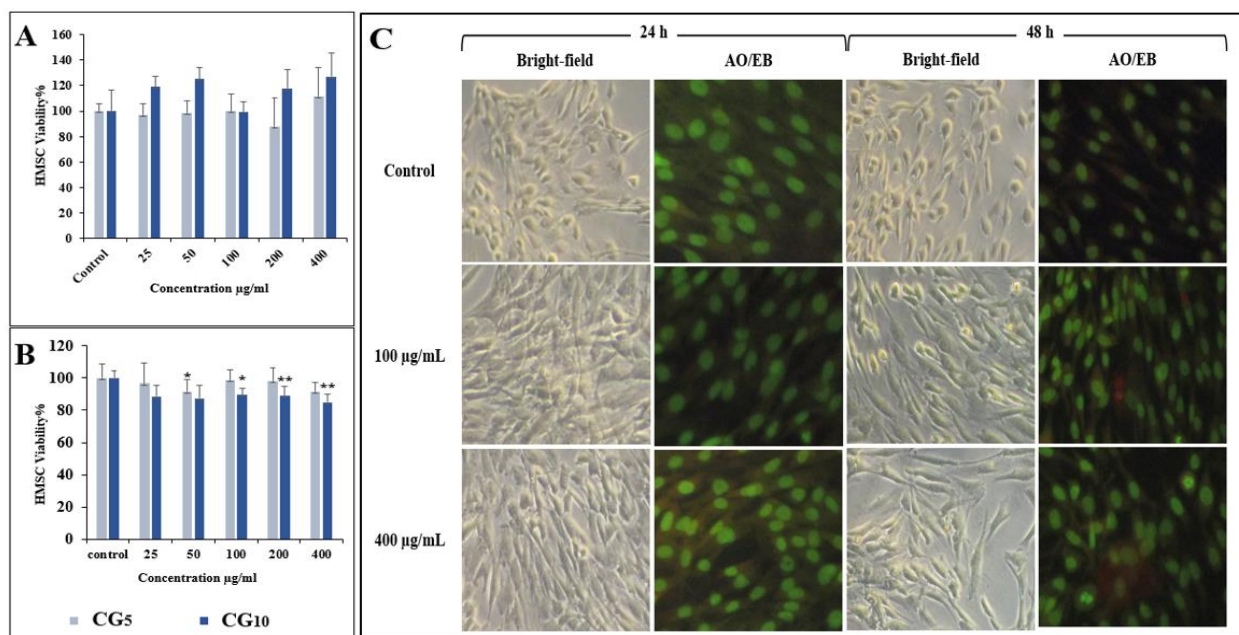 A
160
140
120
100
80
60
40
20
0
HMSC Viability%
Control
25
50
100
200
400
Concentration µg/ml
B
120
100
80
60
40
20
0
HMSC Viability%
*
*
**
**
control
25
50
100
200
400
Concentration µg/ml
CG5
CG10
C
24 h
48 h
Bright-field
AO/EB
Bright-field
AO/EB
Control
100 µg/mL
400 µg/mL